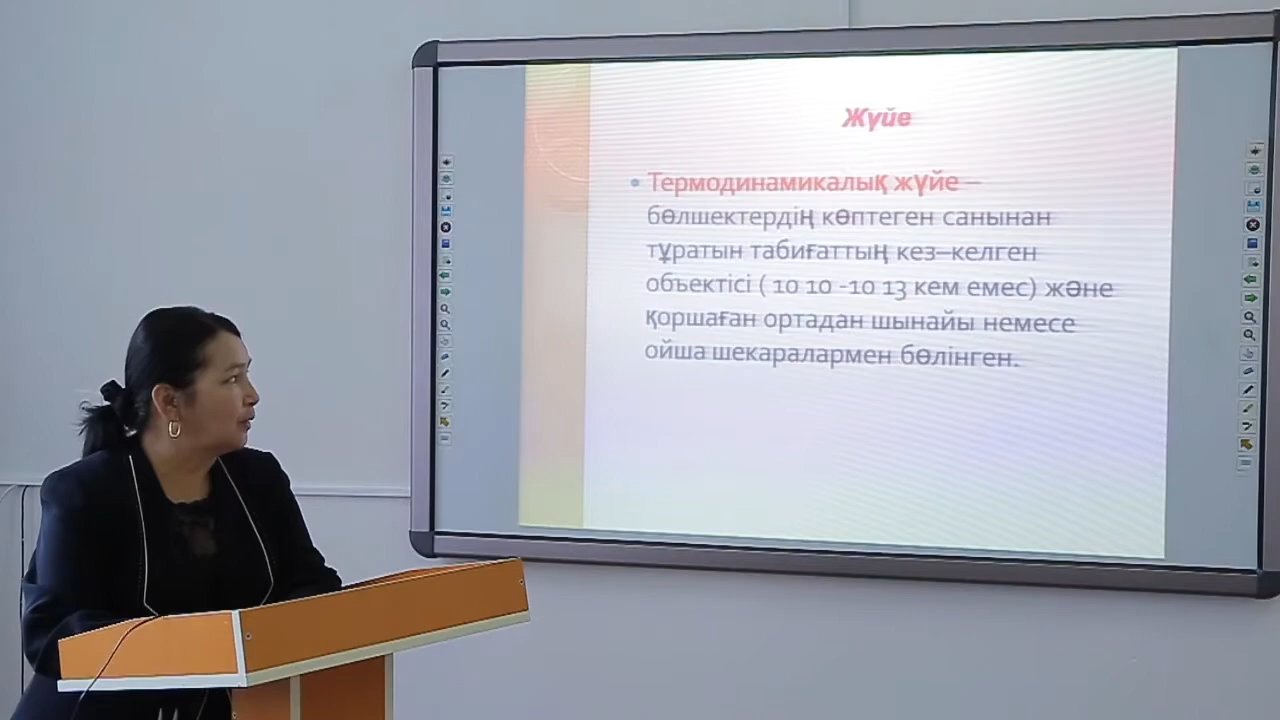 Жүйе
• Термодинамикалық жүйе –
бөлшектердің көптеген санынан
тұратын табиғаттың кез–келген
объектісі ( 10 10 -10 13 кем емес) және
қоршаған ортадан шынайы немесе
ойша шекаралармен бөлінген.